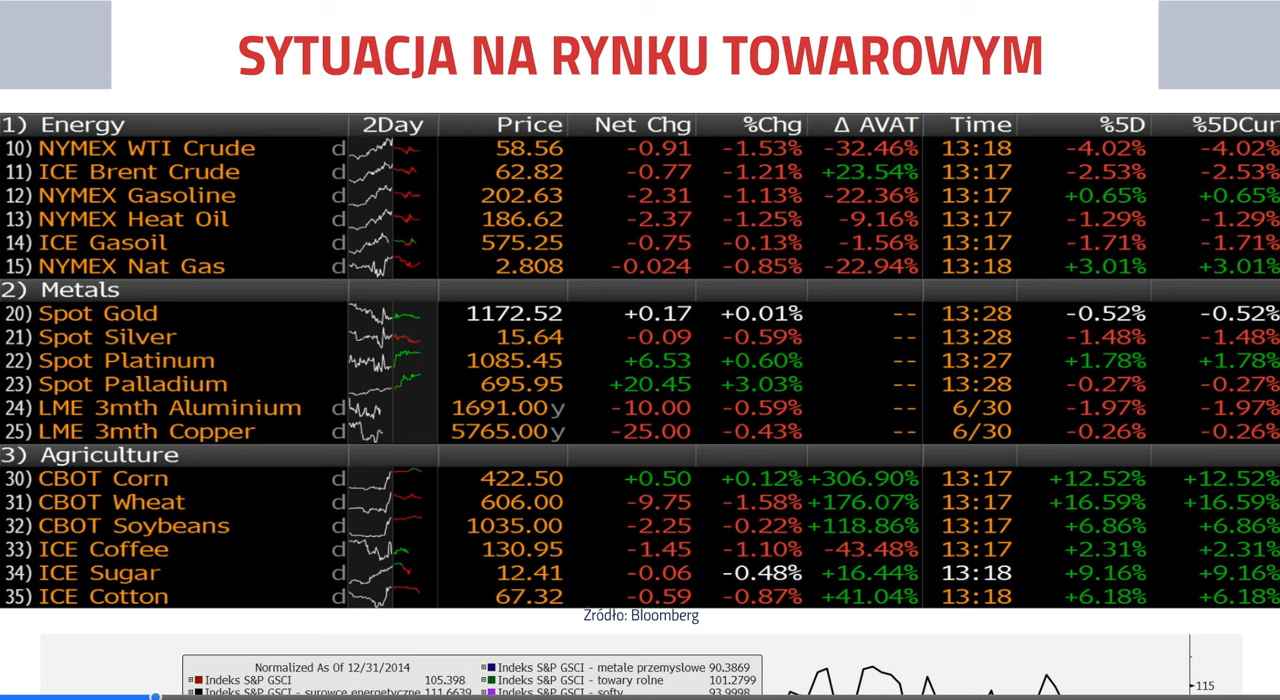 SYTUACJA NA RYNKU TOWAROWYM
1) Energy 2Day Price Net Chg %Chg Δ AVAT Time %5D %5DCur
10) NYMEX WTI Crude d 58.56 -0.91 -1.53% -32.46% 13:18 -4.02% -4.02%
11) ICE Brent Crude d 62.82 -0.77 -1.21% +23.54% 13:17 -2.53% -2.53%
12) NYMEX Gasoline d 202.63 -2.31 -1.13% -22.36% 13:17 +0.65% +0.65%
13) NYMEX Heat Oil d 186.62 -2.37 -1.25% -9.16% 13:17 -1.29% -1.29%
14) ICE Gasoil d 575.25 -0.75 -0.13% -1.56% 13:17 -1.71% -1.71%
15) NYMEX Nat Gas d 2.808 -0.024 -0.85% -22.94% 13:18 +3.01% +3.01%
2) Metals
20) Spot Gold 1172.52 +0.17 +0.01% -- 13:28 -0.52% -0.52%
21) Spot Silver 15.64 -0.09 -0.59% -- 13:28 -1.48% -1.48%
22) Spot Platinum 1085.45 +6.53 +0.60% -- 13:27 +1.78% +1.78%
23) Spot Palladium 695.95 +20.45 +3.03% -- 13:28 -0.27% -0.27%
24) LME 3mth Aluminium d 1691.00y -10.00 -0.59% -- 6/30 -1.97% -1.97%
25) LME 3mth Copper d 5765.00y -25.00 -0.43% -- 6/30 -0.26% -0.26%
3) Agriculture
30) CBOT Corn d 422.50 +0.50 +0.12% +306.90% 13:17 +12.52% +12.52%
31) CBOT Wheat d 606.00 -9.75 -1.58% +176.07% 13:17 +16.59% +16.59%
32) CBOT Soybeans d 1035.00 -2.25 -0.22% +118.86% 13:17 +6.86% +6.86%
33) ICE Coffee d 130.95 -1.45 -1.10% -43.48% 13:17 +2.31% +2.31%
34) ICE Sugar d 12.41 -0.06 -0.48% +16.44% 13:18 +9.16% +9.16%
35) ICE Cotton d 67.32 -0.59 -0.87% +41.04% 13:18 +6.18% +6.18%
Zródło: Bloomberg
Normalized As Of 12/31/2014 Indeks S&P GSCI - metale przemysłowe 90.3869
Indeks S&P GSCI 105.398 Indeks S&P GSCI - towary rolne 101.2799
Indeks S&P GSCI - surowce energetyczne 111.6639 Indeks S&P GSCI - softy 93.9998
115